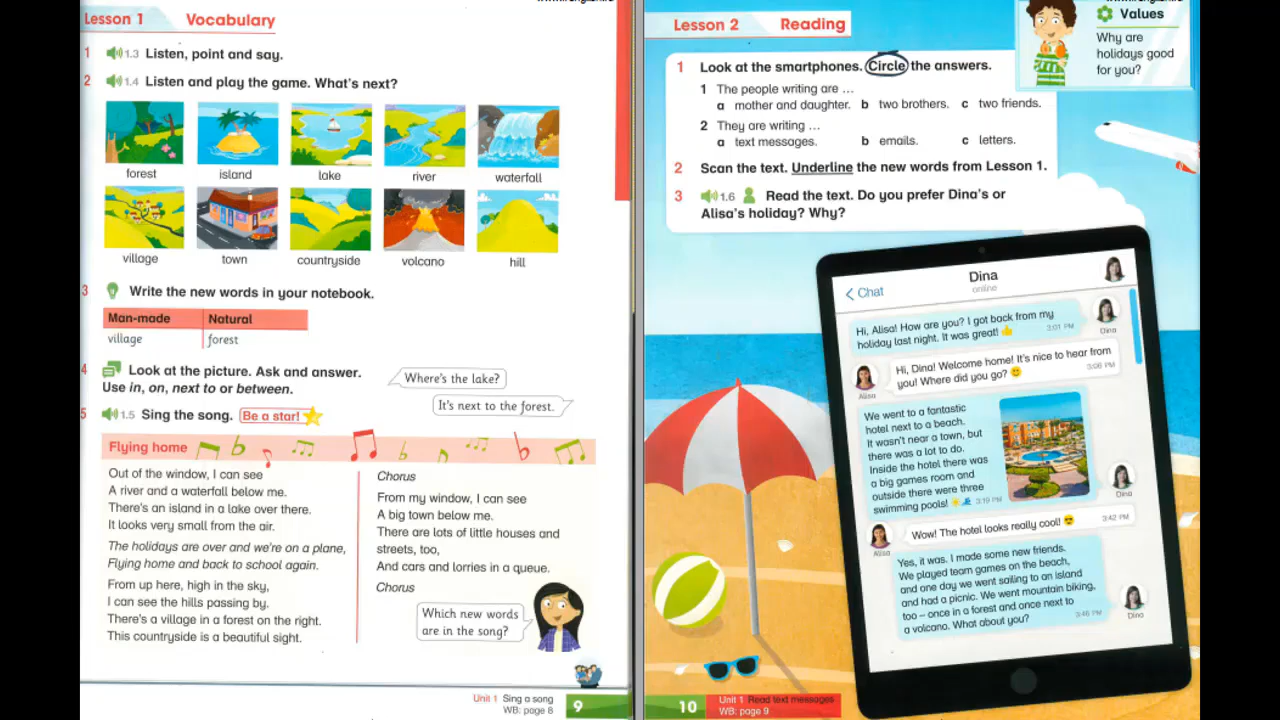 Lesson 1 Vocabulary
1 1.3 Listen, point and say.
2 1.4 Listen and play the game. What's next?
forest island lake river waterfall
village town countryside volcano hill
3 Write the new words in your notebook.
Man-made Natural
village forest
4 Look at the picture. Ask and answer.
Use in, on, next to or between.
Where's the lake?
It's next to the forest.
5 1.5 Sing the song. Be a star!
Flying home
Out of the window, I can see
A river and a waterfall below me.
There's an island in a lake over there.
It looks very small from the air.
The holidays are over and we're on a plane,
Flying home and back to school again.
From up here, high in the sky,
I can see the hills passing by.
There's a village in a forest on the right.
This countryside is a beautiful sight.
Chorus
From my window, I can see
A big town below me.
There are lots of little houses and
streets, too,
And cars and lorries in a queue.
Chorus
Which new words
are in the song?
Unit 1 Sing a song
WB: page 8
9
Lesson 2 Reading
Values
Why are
holidays good
for you?
1 Look at the smartphones. Circle the answers.
1 The people writing are ...
a mother and daughter. b two brothers. c two friends.
2 They are writing ...
a text messages. b emails. c letters.
2 Scan the text. Underline the new words from Lesson 1.
3 1.6 Read the text. Do you prefer Dina's or
Alisa's holiday? Why?
Chat
Dina
online
Hi, Alisa! How are you? I got back from my
holiday last night. It was great!
3:01 PM
Dina
Hi, Dina! Welcome home! It's nice to hear from
you! Where did you go?
3:06 PM
Alisa
We went to a fantastic
hotel next to a beach.
It wasn't near a town, but
there was a lot to do.
Inside the hotel there was
a big games room and
outside there were three
swimming pools!
3:19 PM
Dina
Wow! The hotel looks really cool!
3:42 PM
Alisa
Yes, it was. I made some new friends.
We played team games on the beach,
and one day we went sailing to an island
and had a picnic. We went mountain biking,
too – once in a forest and once next to
a volcano. What about you?
3:46 PM
Dina
10
Unit 1 Read text messages
WB: page 9